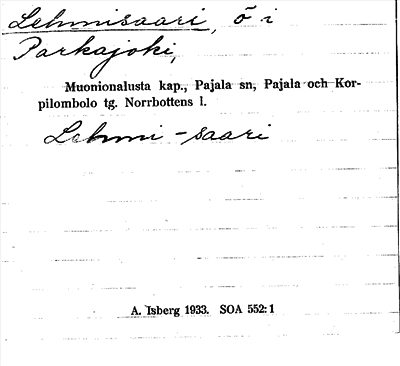 Lehmisaari, ö i
Parkajoki,
Muonionalusta kap., Pajala sn, Pajala och Kor-
pilombolo tg. Norrbottens l.
Lehmi-saari
A. Isberg 1933. SOA 552:1